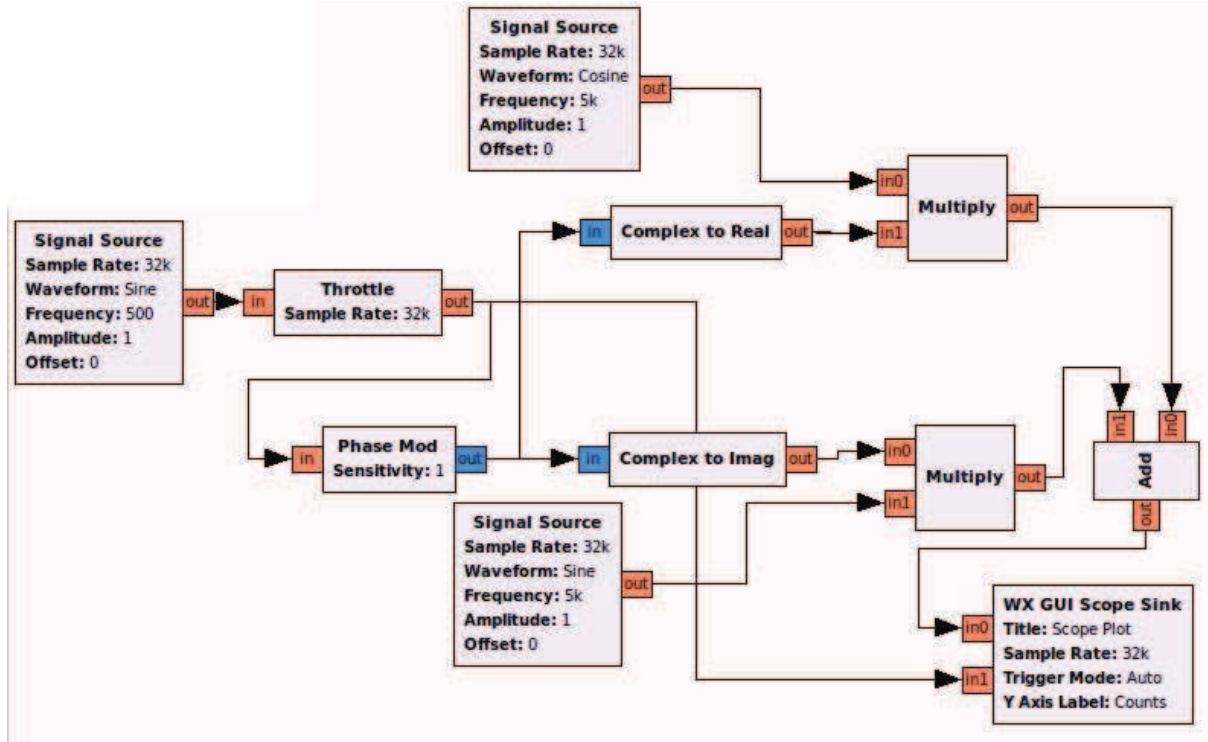 Signal Source
Sample Rate: 32k
Waveform: Cosine
Frequency: 5k
Amplitude: 1
Offset: 0
out
in0
in1
Multiply
out
in
Complex to Real
out
Signal Source
Sample Rate: 32k
Waveform: Sine
Frequency: 500
Amplitude: 1
Offset: 0
out
in
Throttle
Sample Rate: 32k
out
in
Phase Mod
Sensitivity: 1
out
in
Complex to Imag
out
in0
in1
Multiply
out
in1
in0
Add
out
Signal Source
Sample Rate: 32k
Waveform: Sine
Frequency: 5k
Amplitude: 1
Offset: 0
out
in0
in1
WX GUI Scope Sink
Title: Scope Plot
Sample Rate: 32k
Trigger Mode: Auto
Y Axis Label: Counts